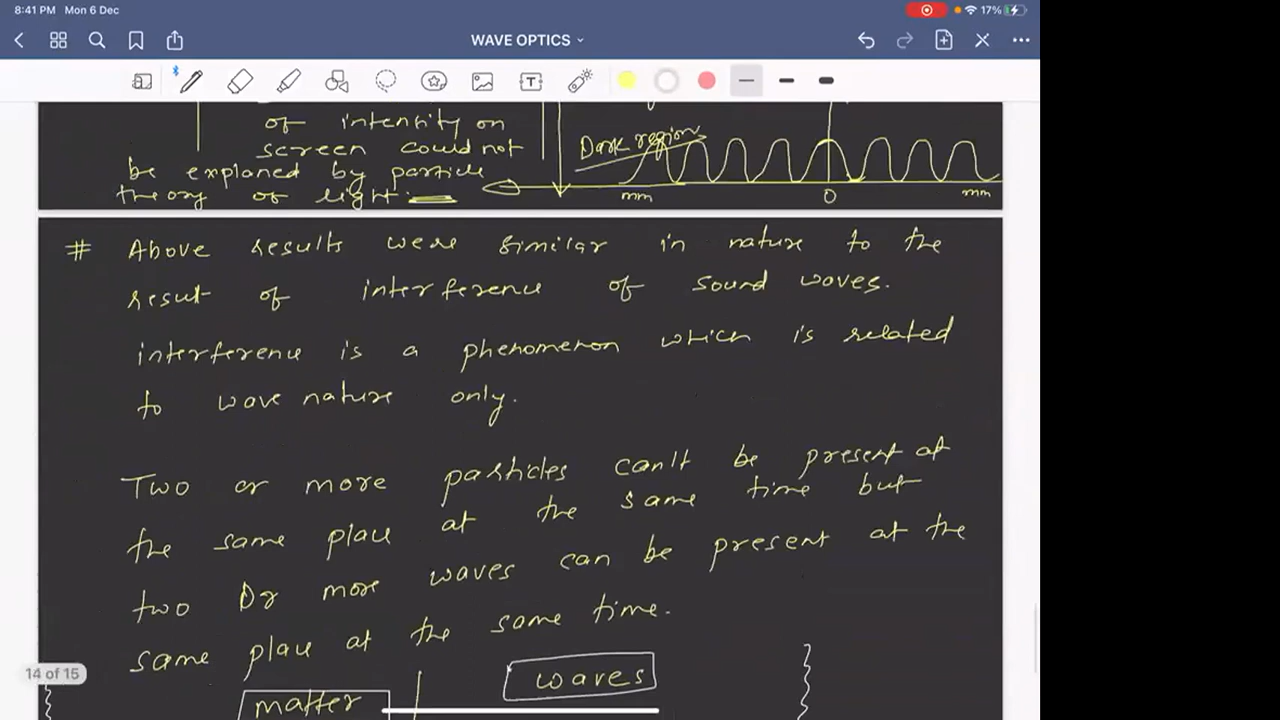 8:41 PM Mon 6 Dec
17%
WAVE OPTICS
T
of intensity on
screen could not
be explaned by particle
theory of light.
Dark region
mm
0
mm
# Above results were similar in nature to the
result of interference of sound waves.
interference is a phenomenon which is related
to wave nature only.
Two or more particles can't be present at
the same place at the same time but
two Or more waves can be present at the
same place at the same time.
14 of 15
matter
waves